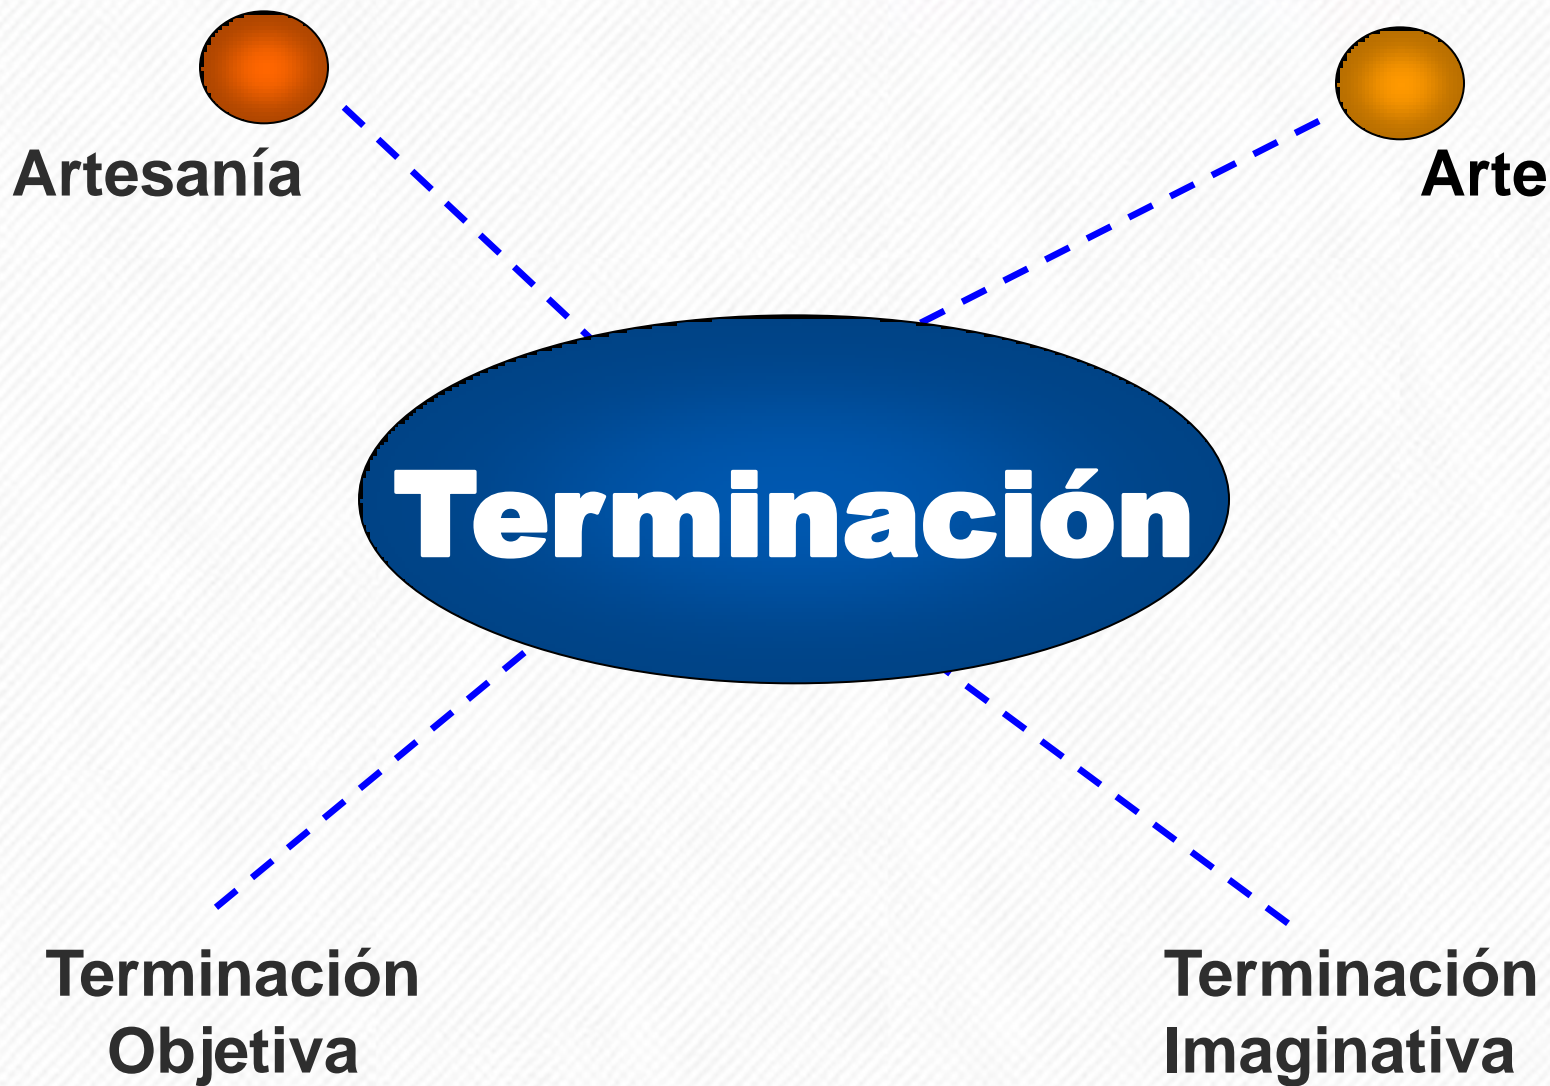 Artesanía
Arte
Terminación
Terminación
Objetiva
Terminación
Imaginativa